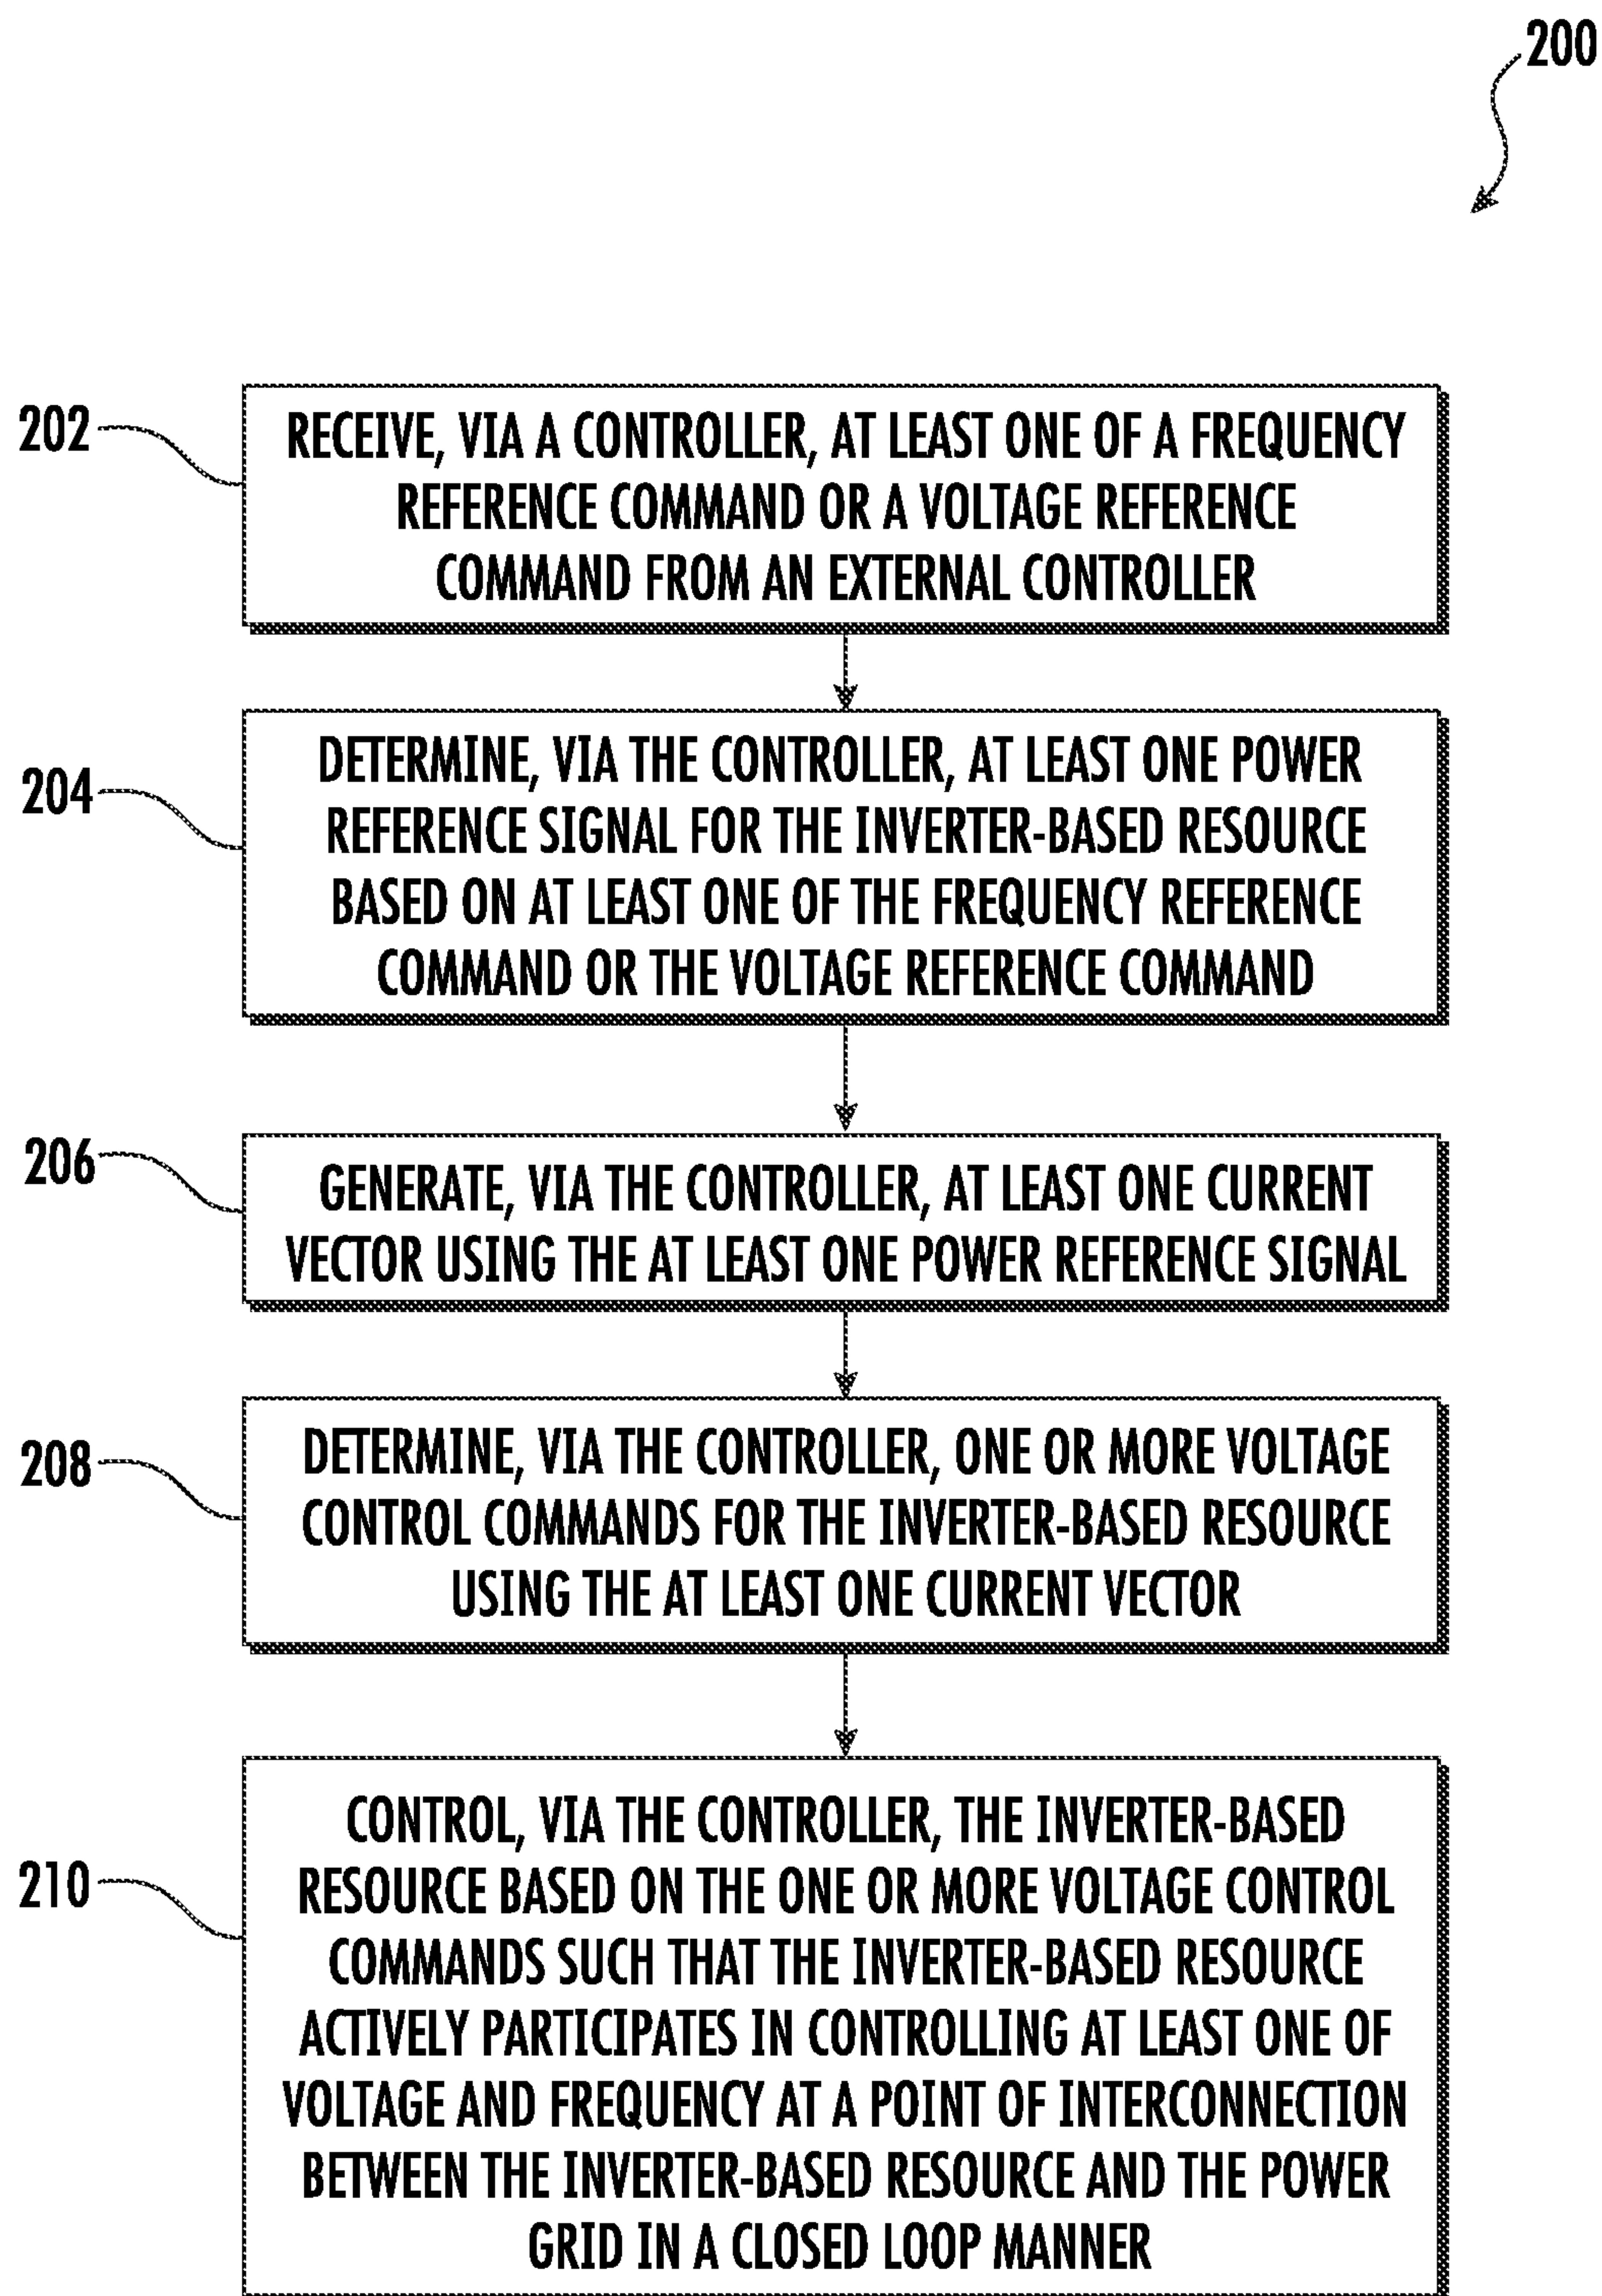 200
202
RECEIVE, VIA A CONTROLLER, AT LEAST ONE OF A FREQUENCY
REFERENCE COMMAND OR A VOLTAGE REFERENCE
COMMAND FROM AN EXTERNAL CONTROLLER
204
DETERMINE, VIA THE CONTROLLER, AT LEAST ONE POWER
REFERENCE SIGNAL FOR THE INVERTER-BASED RESOURCE
BASED ON AT LEAST ONE OF THE FREQUENCY REFERENCE
COMMAND OR THE VOLTAGE REFERENCE COMMAND
206
GENERATE, VIA THE CONTROLLER, AT LEAST ONE CURRENT
VECTOR USING THE AT LEAST ONE POWER REFERENCE SIGNAL
208
DETERMINE, VIA THE CONTROLLER, ONE OR MORE VOLTAGE
CONTROL COMMANDS FOR THE INVERTER-BASED RESOURCE
USING THE AT LEAST ONE CURRENT VECTOR
210
CONTROL, VIA THE CONTROLLER, THE INVERTER-BASED
RESOURCE BASED ON THE ONE OR MORE VOLTAGE CONTROL
COMMANDS SUCH THAT THE INVERTER-BASED RESOURCE
ACTIVELY PARTICIPATES IN CONTROLLING AT LEAST ONE OF
VOLTAGE AND FREQUENCY AT A POINT OF INTERCONNECTION
BETWEEN THE INVERTER-BASED RESOURCE AND THE POWER
GRID IN A CLOSED LOOP MANNER